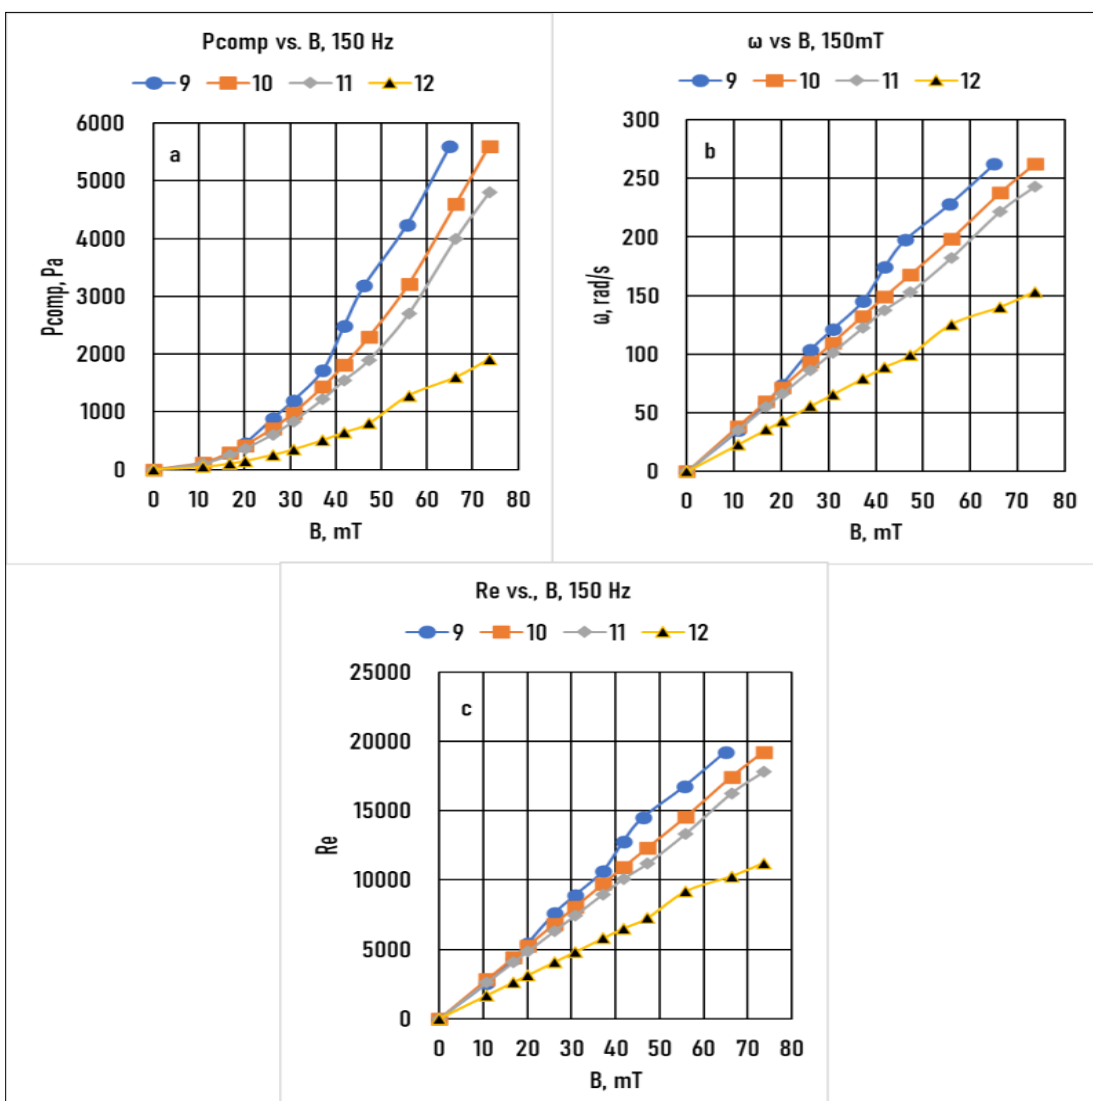 Pcomp vs. B, 150 Hz
9 10 11 12
a
Pcomp, Pa
6000
5000
4000
3000
2000
1000
0
0 10 20 30 40 50 60 70 80
B, mT
ω vs B, 150mT
9 10 11 12
b
ω, rad/s
300
250
200
150
100
50
0
0 10 20 30 40 50 60 70 80
B, mT
Re vs., B, 150 Hz
9 10 11 12
c
Re
25000
20000
15000
10000
5000
0
0 10 20 30 40 50 60 70 80
B, mT